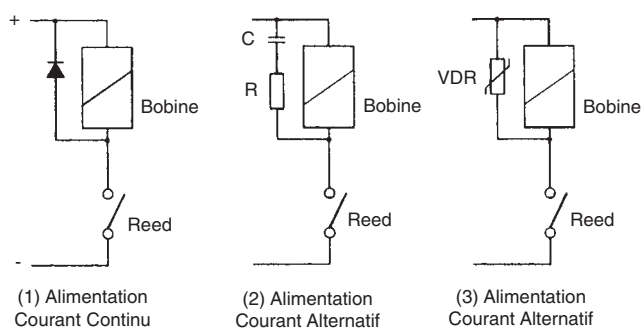 +
Bobine
Reed
-
(1) Alimentation
Courant Continu
C
R
Bobine
Reed
(2) Alimentation
Courant Alternatif
VDR
Bobine
Reed
(3) Alimentation
Courant Alternatif